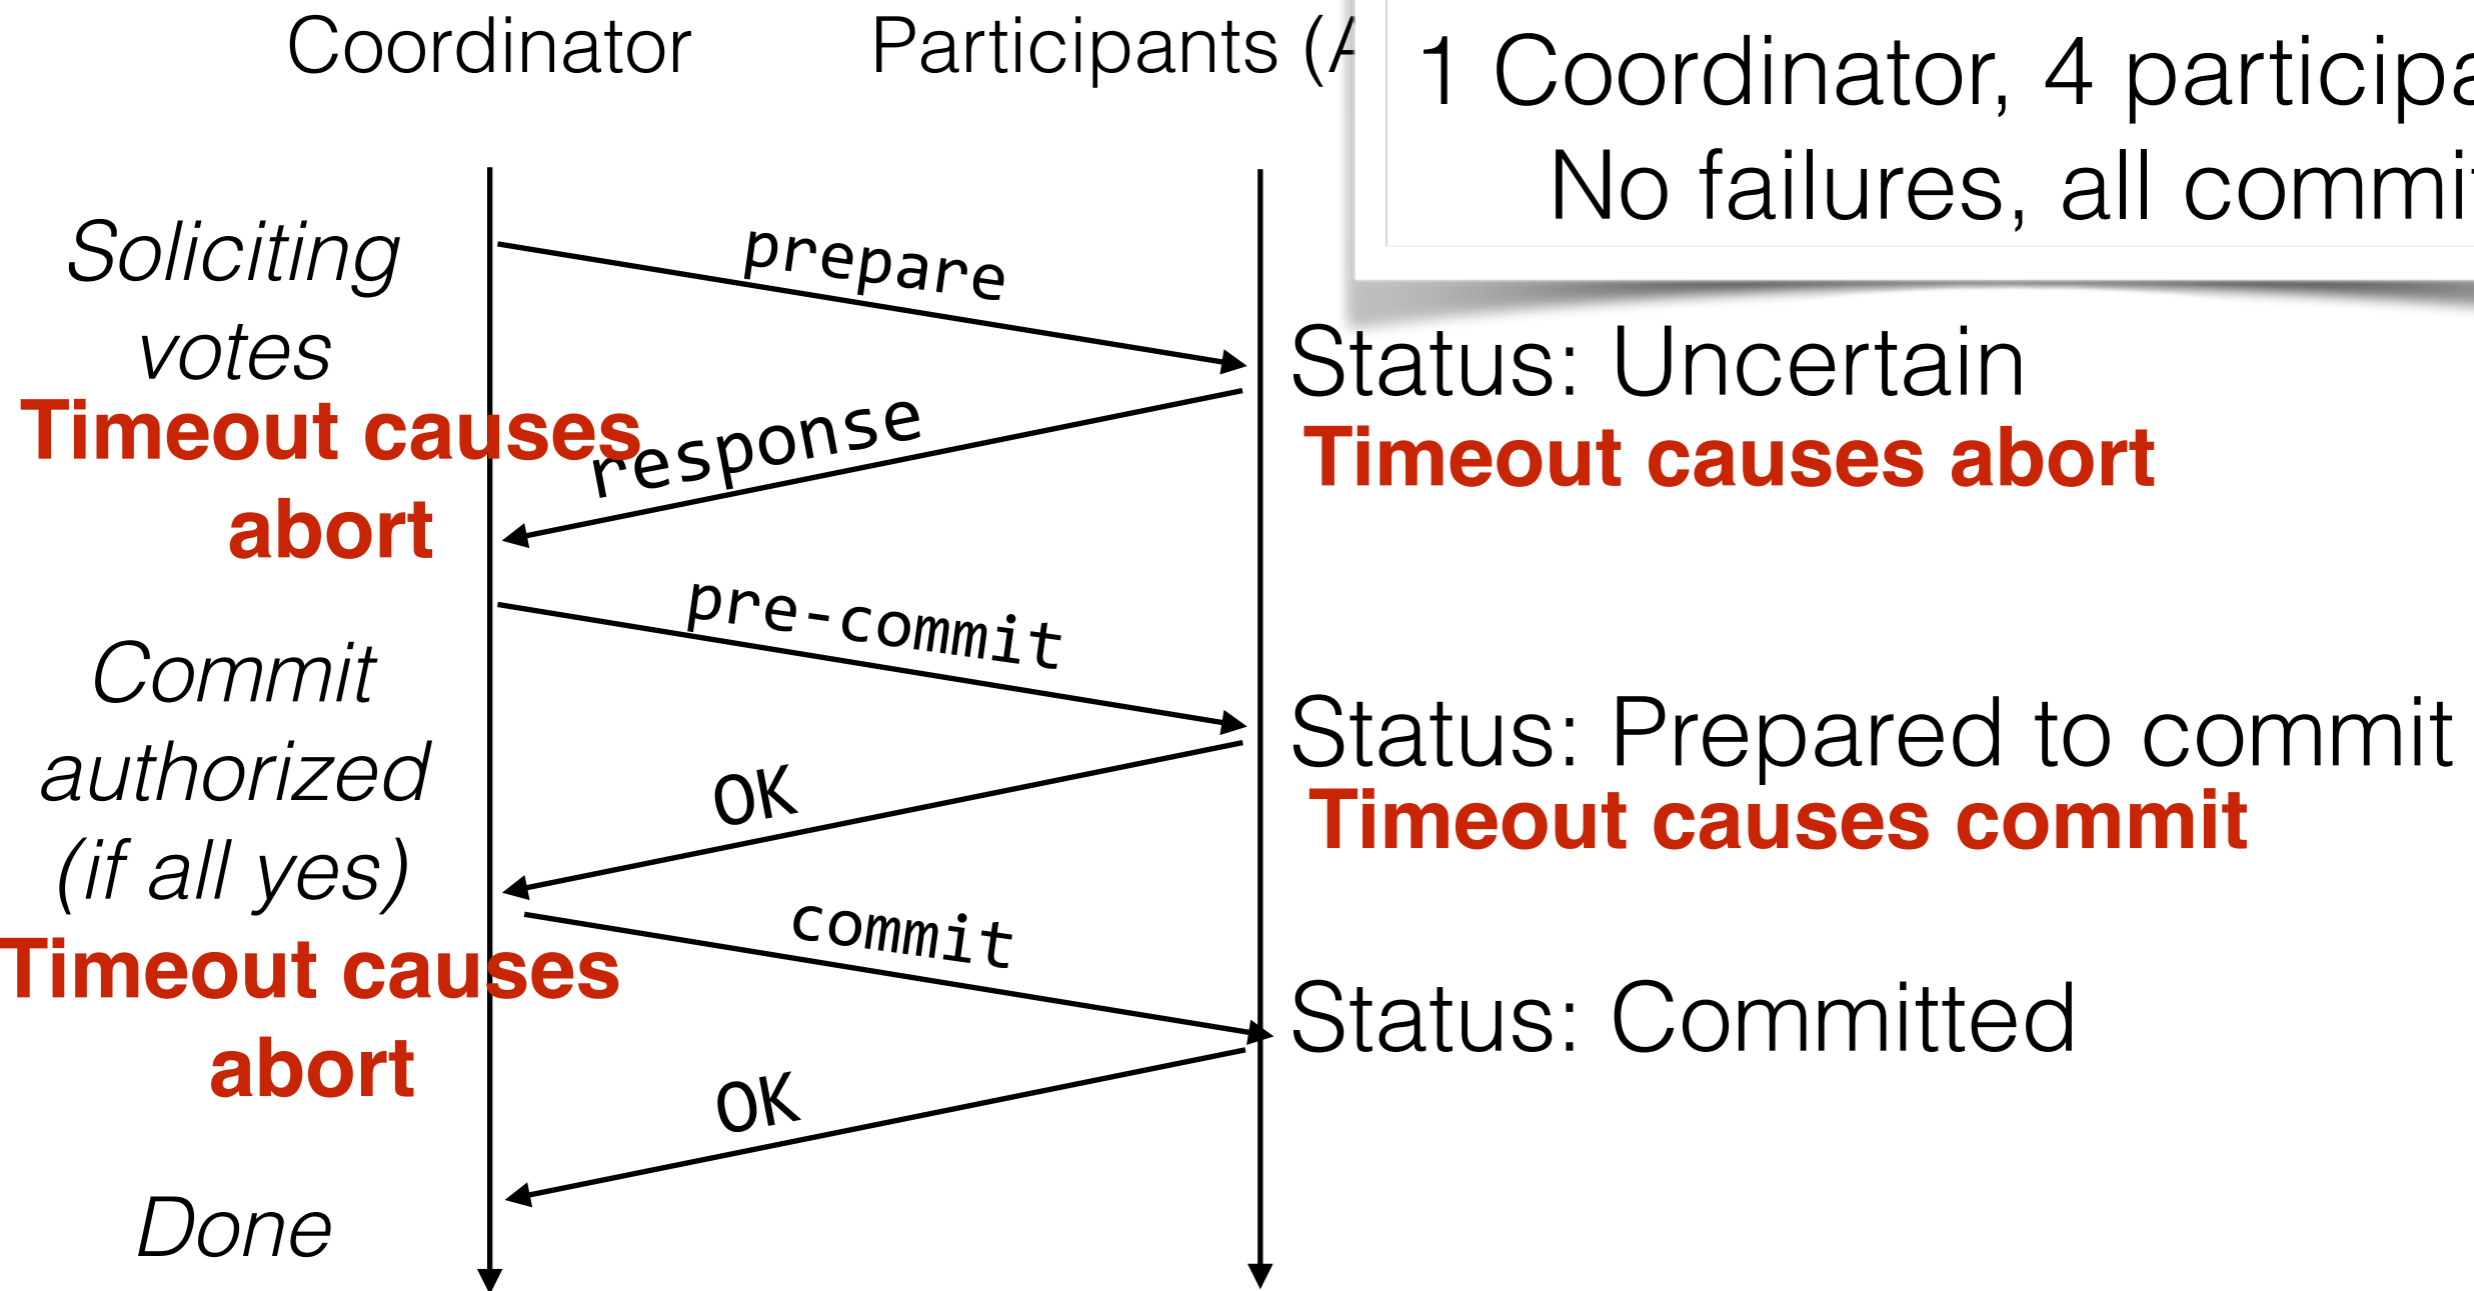 Coordinator
Participants (A
1 Coordinator, 4 participa
No failures, all commit
Soliciting
votes
Timeout causes
abort
prepare
response
Status: Uncertain
Timeout causes abort
pre-commit
Commit
authorized
(if all yes)
Timeout causes
abort
OK
Status: Prepared to commit
Timeout causes commit
commit
Status: Committed
OK
Done